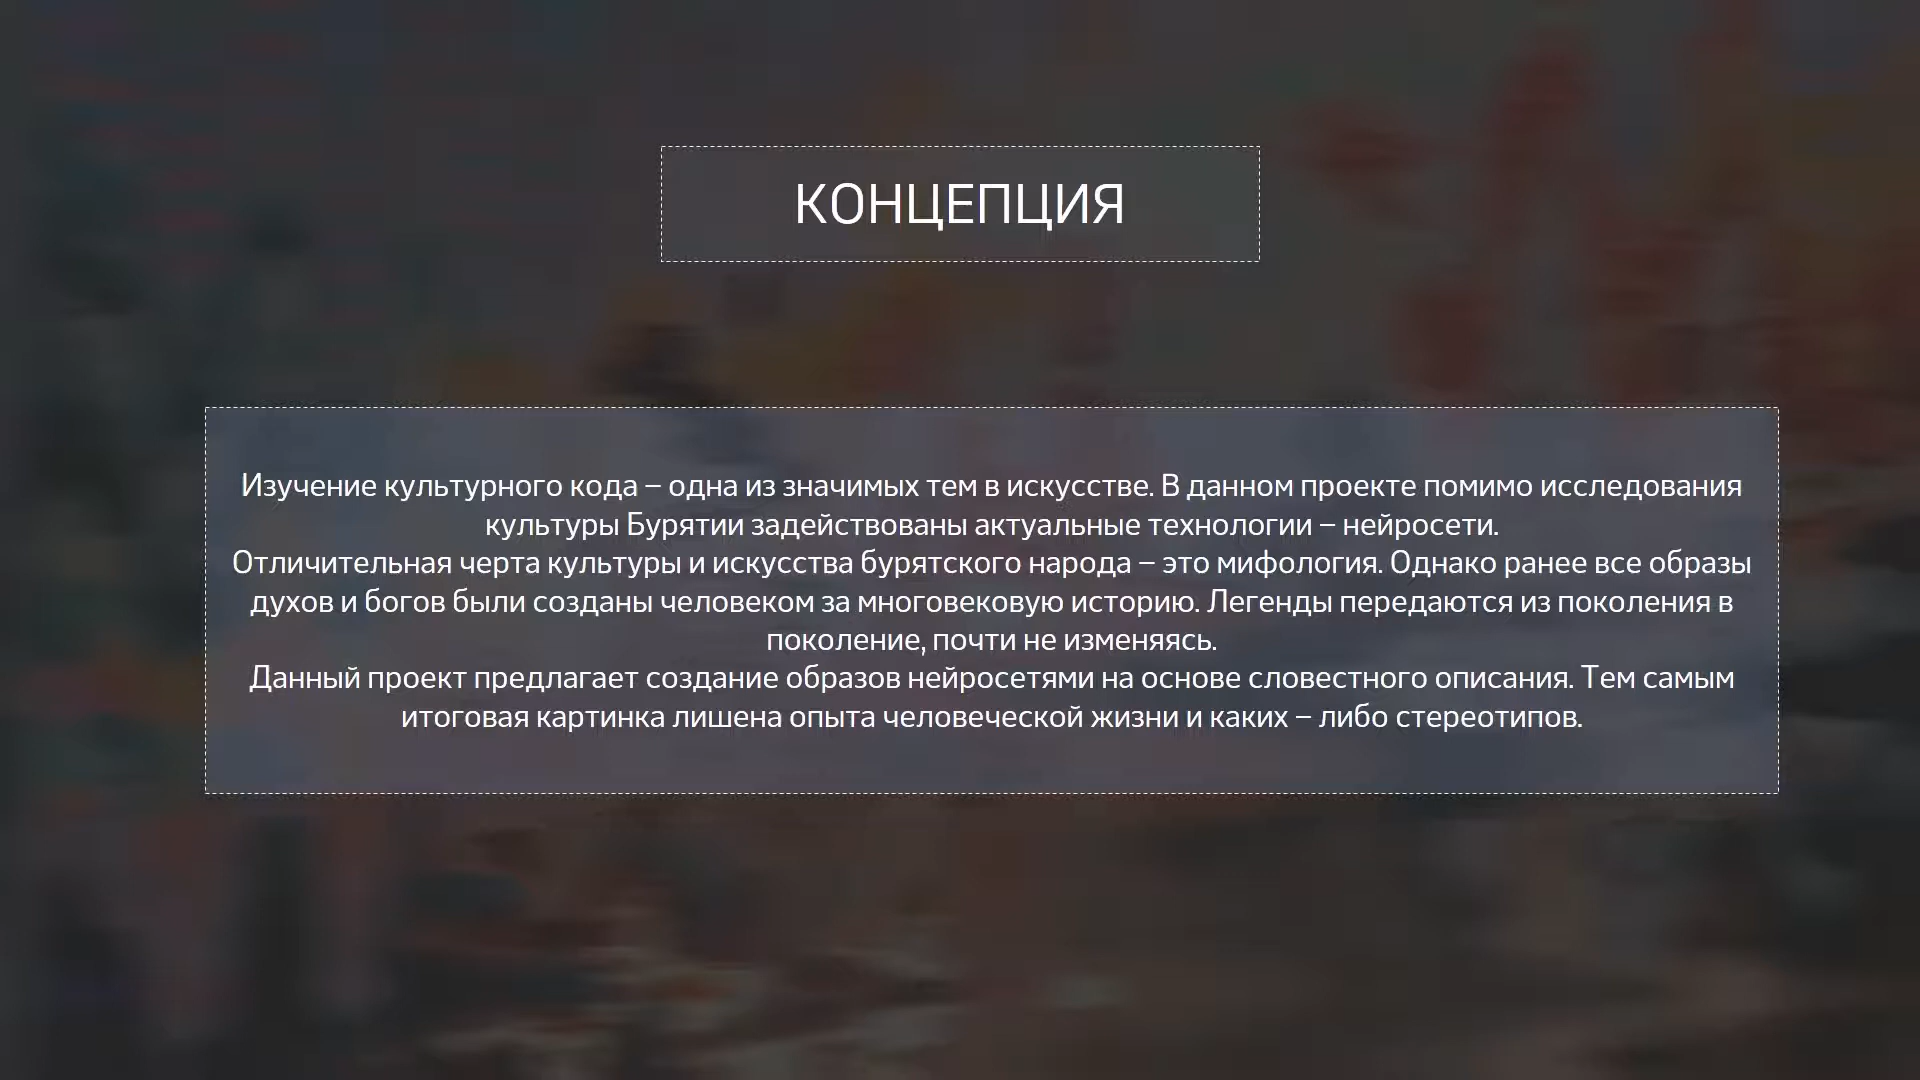 КОНЦЕПЦИЯ
Изучение культурного кода – одна из значимых тем в искусстве. В данном проекте помимо исследования
культуры Бурятии задействованы актуальные технологии – нейросети.
Отличительная черта культуры и искусства бурятского народа – это мифология. Однако ранее все образы
духов и богов были созданы человеком за многовековую историю. Легенды передаются из поколения в
поколение, почти не изменяясь.
Данный проект предлагает создание образов нейросетями на основе словестного описания. Тем самым
итоговая картинка лишена опыта человеческой жизни и каких – либо стереотипов.